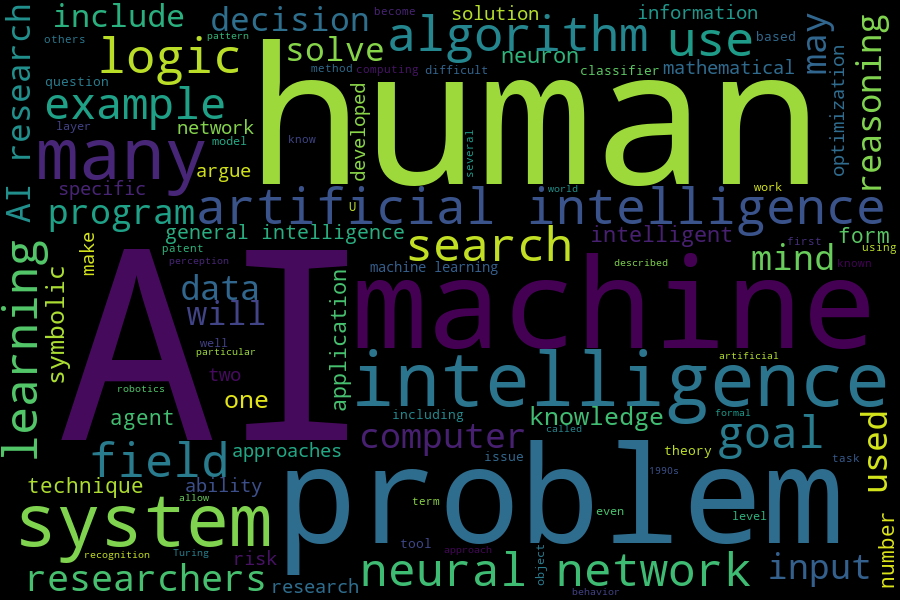 include
decision
become
solution
information
others
pattern
algorithm
use
based
may
AI research
logic
solve
neuron
method
computing
difficult
classifier
mathematical
reasoning
question
example
human
developed
optimization
layer
network
model
know
several
many
argue
specific
world
work
program
artificial intelligence
U
general intelligence
search
intelligent
form
make
patent
first
using
perception
machine learning
described
mind
known
learning
symbolic
AI
data
will
application
machine
well
particular
artificial
two
intelligence
robotics
one
agent
including
knowledge
formal
called
computer
goal
used
field
approaches
issue
theory
1990s
task
technique
ability
problem
allow
term
even
level
system
number
recognition
Turing
risk
tool
approach
object
researchers
research
neural network
input
behavior